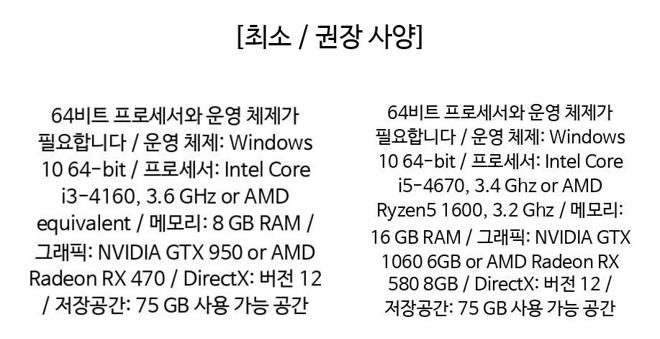 [최소 / 권장 사양]
64비트 프로세서와 운영 체제가
필요합니다 / 운영 체제: Windows
10 64-bit / 프로세서: Intel Core
i3-4160, 3.6 GHz or AMD
equivalent / 메모리: 8 GB RAM /
그래픽: NVIDIA GTX 950 or AMD
Radeon RX 470 / DirectX: 버전 12
/ 저장공간: 75 GB 사용 가능 공간
64비트 프로세서와 운영 체제가
필요합니다 / 운영 체제: Windows
10 64-bit / 프로세서: Intel Core
i5-4670, 3.4 Ghz or AMD
Ryzen5 1600, 3.2 Ghz / 메모리:
16 GB RAM / 그래픽: NVIDIA GTX
1060 6GB or AMD Radeon RX
580 8GB / DirectX: 버전 12 /
저장공간: 75 GB 사용 가능 공간